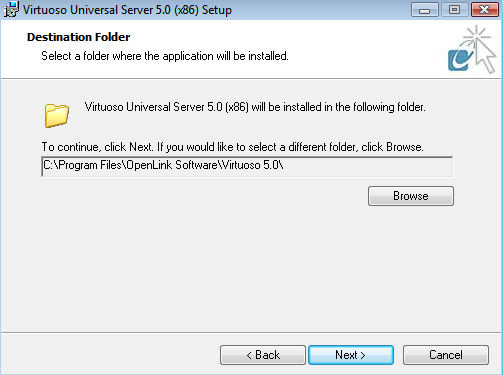 Virtuoso Universal Server 5.0 (x86) Setup
Destination Folder
Select a folder where the application will be installed.
Virtuoso Universal Server 5.0 (x86) will be installed in the following folder.
To continue, click Next. If you would like to select a different folder, click Browse.
C:\Program Files\OpenLink Software\Virtuoso 5.0\
Browse
< Back
Next >
Cancel